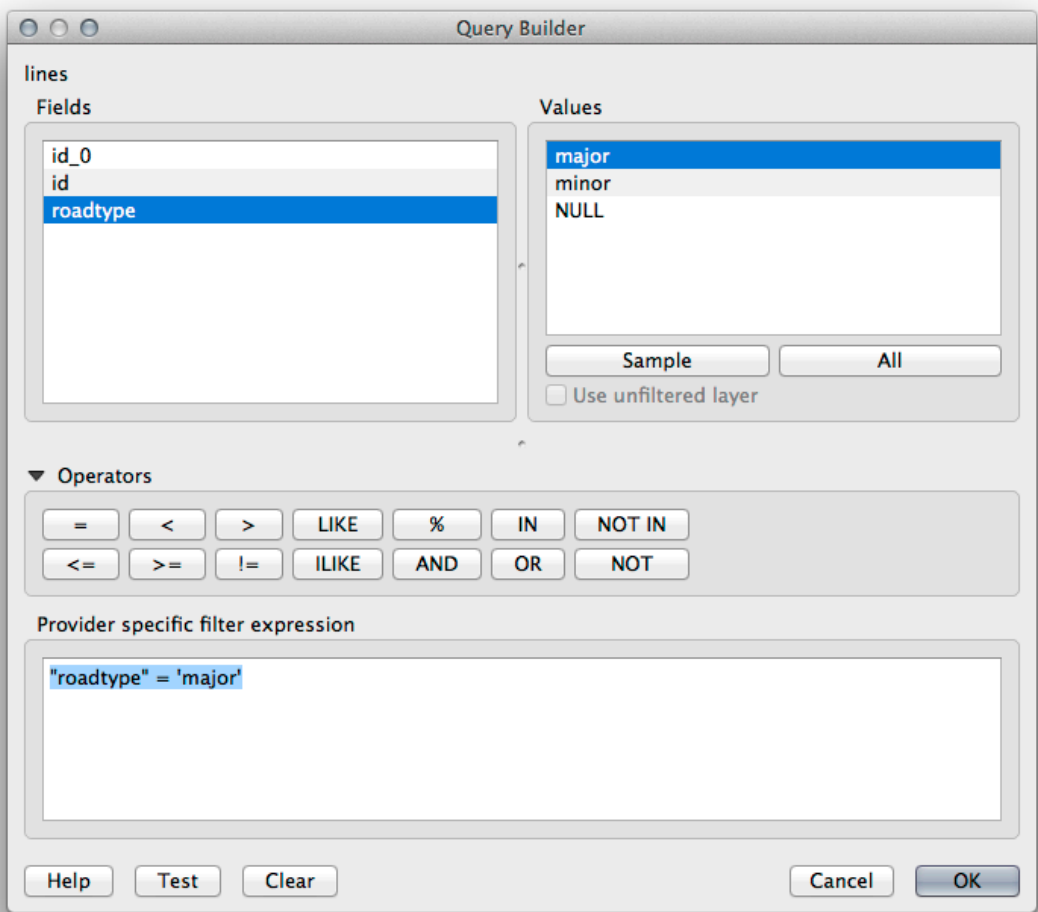 Query Builder
lines
Fields
id_0
id
roadtype
Values
major
minor
NULL
Sample All
Use unfiltered layer
Operators
= < > LIKE % IN NOT IN
<= >= != ILIKE AND OR NOT
Provider specific filter expression
"roadtype" = 'major'
Help Test Clear Cancel OK